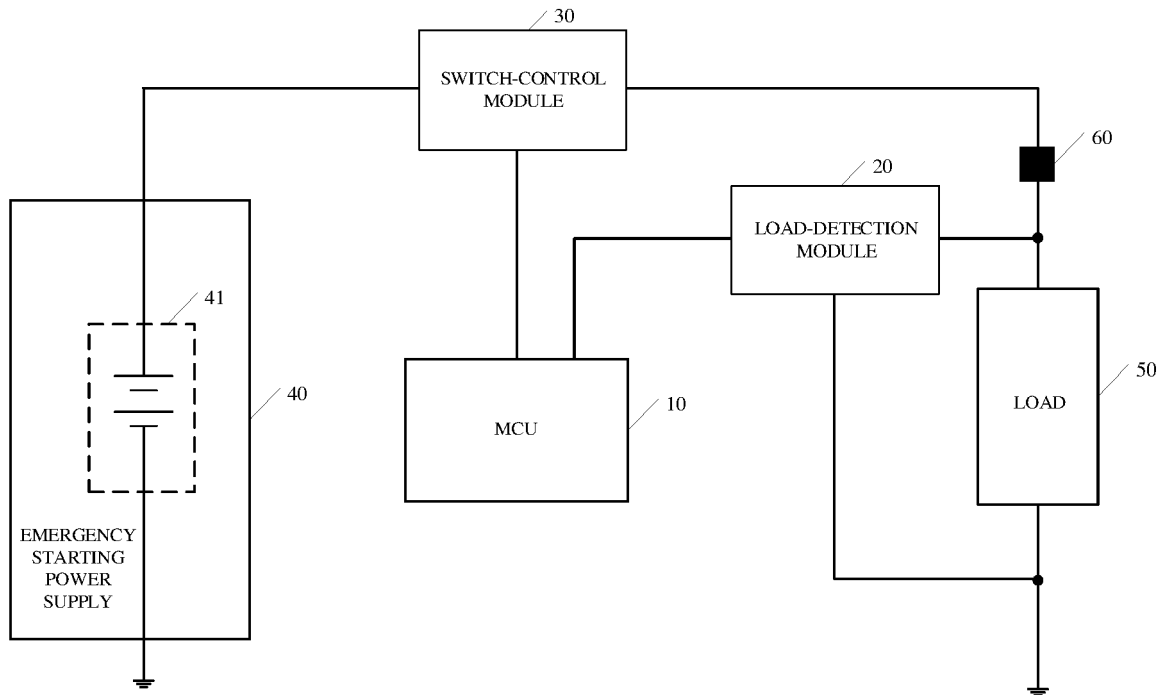 30
SWITCH-CONTROL
MODULE
60
20
LOAD-DETECTION
MODULE
41
50
40
10
LOAD
MCU
EMERGENCY
STARTING
POWER
SUPPLY